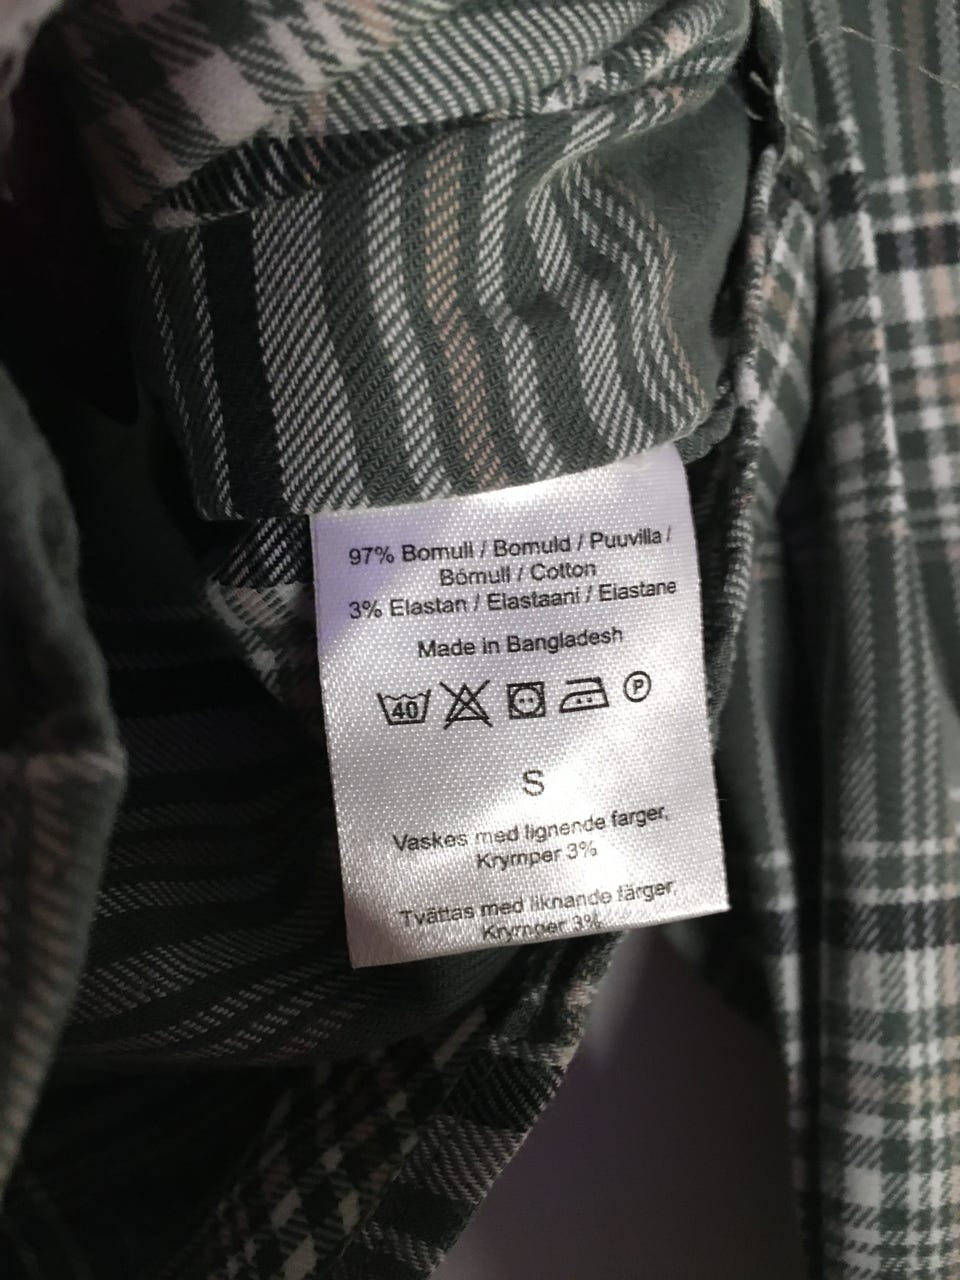 97% Bomull / Bomuld / Puuvilla /
Bómull / Cotton
3% Elastan / Elastaani / Elastane
Made in Bangladesh
40 P
S
Vaskes med lignende farger,
Krymper 3%
Tvättas med liknande färger,
Krymper 3%